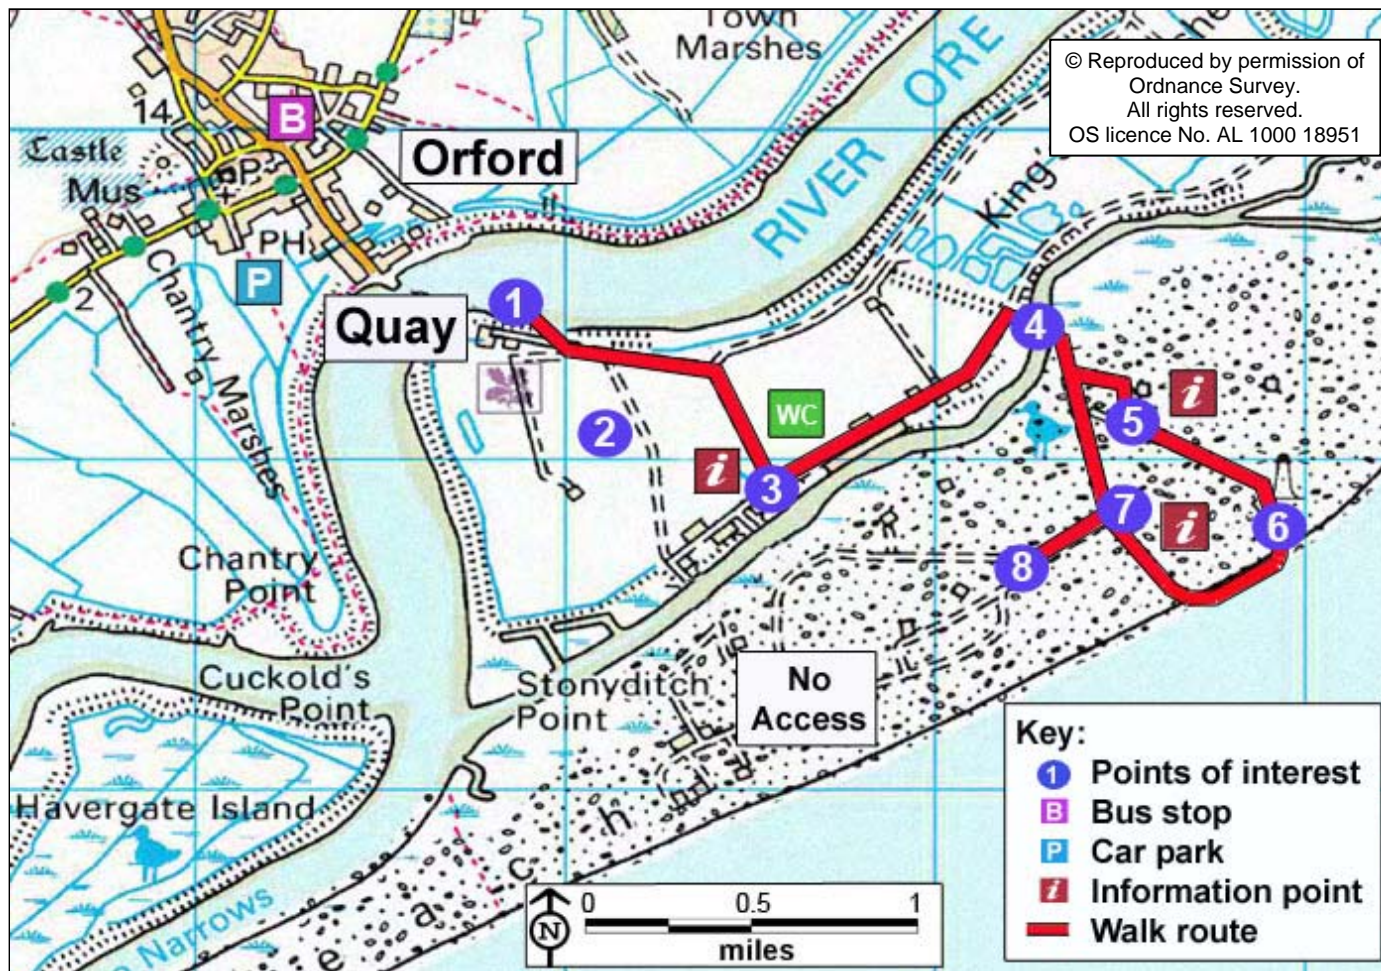 Town
Marshes
© Reproduced by permission of
Ordnance Survey.
All rights reserved.
OS licence No. AL 1000 18951
RIVER ORE
14
B
Castle
Mus
P
Orford
King'
PH
P
2
Chantry Marshes
Quay
1
4
2
WC
i
5
i
3
7
i
6
8
Chantry
Point
Cuckold's
Point
Stonyditch
Point
No
Access
Havergate Island
Narrows
e a c h
N
0 0.5 1
miles
Key:
1 Points of interest
B Bus stop
P Car park
i Information point
Walk route